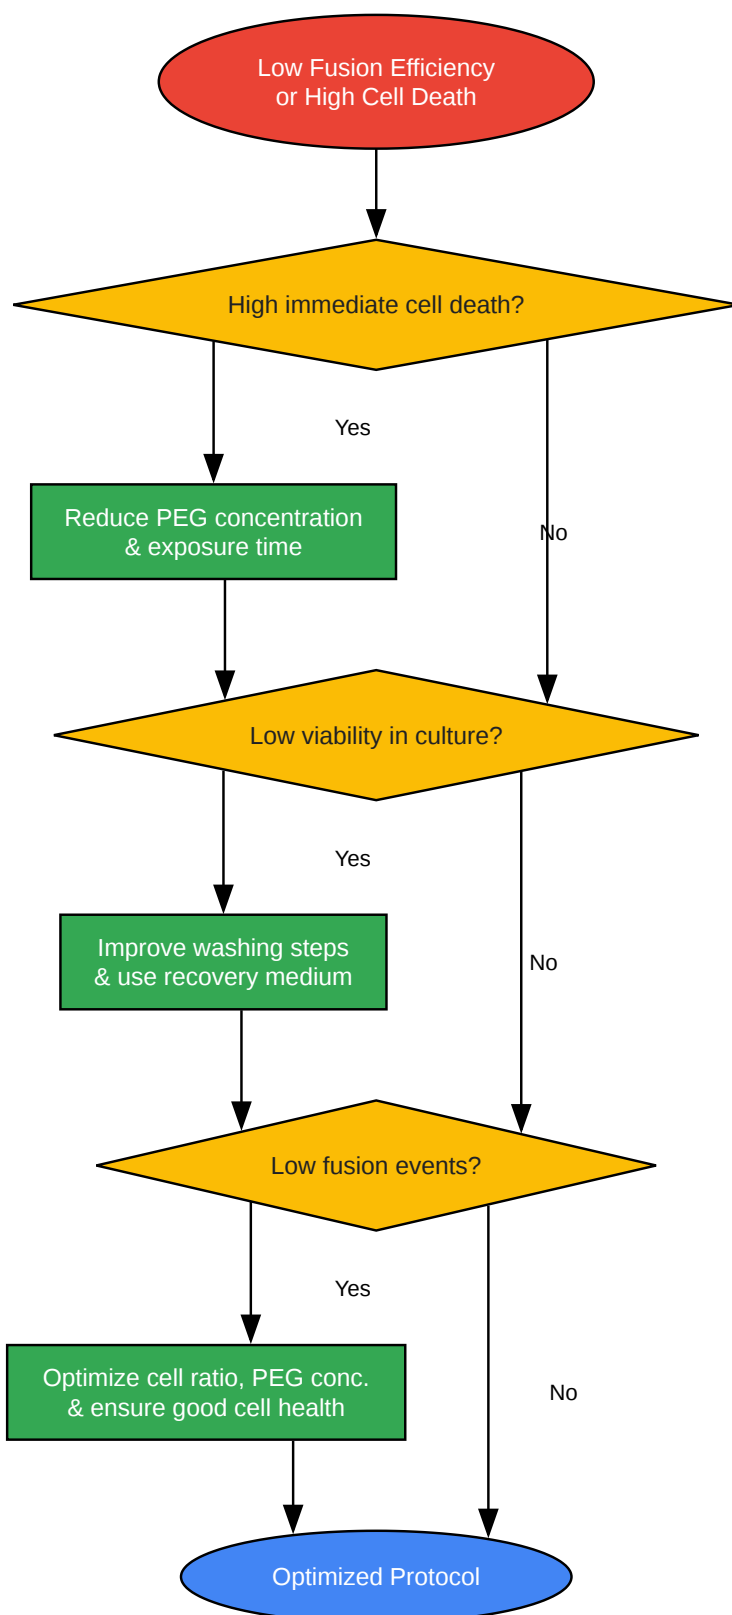 Low Fusion Efficiency
or High Cell Death
High immediate cell death?
Yes
Reduce PEG concentration
& exposure time
No
Low viability in culture?
Yes
Improve washing steps
& use recovery medium
No
Low fusion events?
Yes
Optimize cell ratio, PEG conc.
& ensure good cell health
No
Optimized Protocol